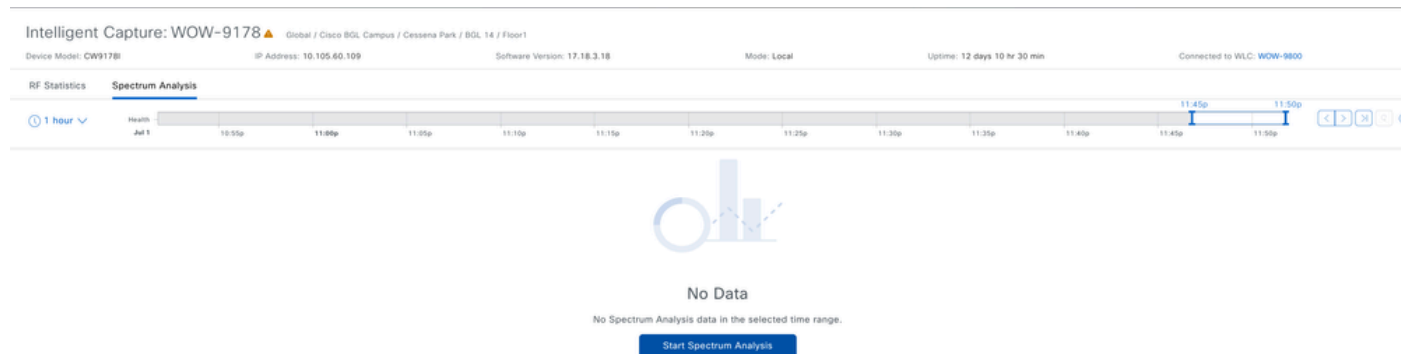 Intelligent Capture: WOW-9178 Global / Cisco BGL Campus / Cessena Park / BGL 14 / Floor1
Device Model: CW9178I IP Address: 10.105.60.109 Software Version: 17.18.3.18 Mode: Local Uptime: 12 days 10 hr 30 min Connected to WLC: WOW-9800
RF Statistics Spectrum Analysis
11:45p 11:50p
1 hour Health
Jul 1 10:55p 11:00p 11:05p 11:10p 11:15p 11:20p 11:25p 11:30p 11:35p 11:40p 11:45p 11:50p
No Data
No Spectrum Analysis data in the selected time range.
Start Spectrum Analysis